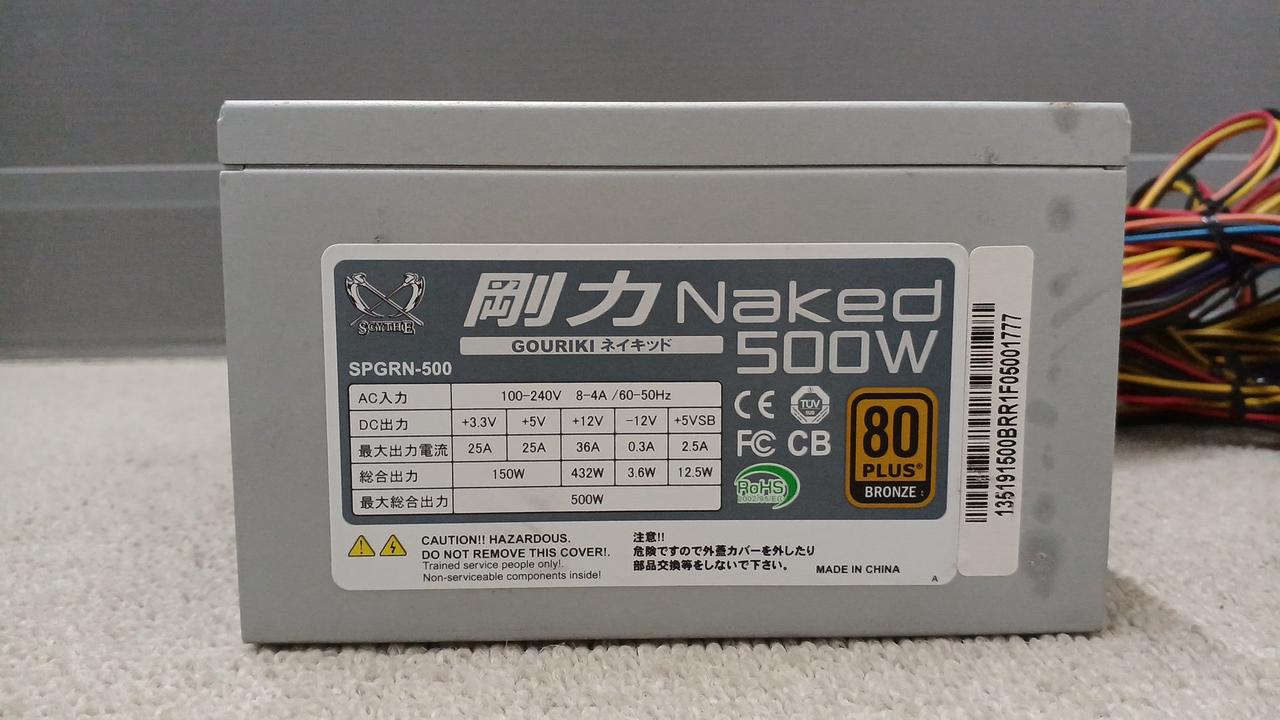 SCYTHE
剛力 Naked
GOURIKI ネイキッド
500W
SPGRN-500
AC入力 100-240V 8-4A /60-50Hz
DC出力 +3.3V +5V +12V -12V +5VSB
最大出力電流 25A 25A 36A 0.3A 2.5A
総合出力 150W 432W 3.6W 12.5W
最大総合出力 500W
CE TÜV
FC CB
RoHS
2002/95/EC
80
PLUS®
BRONZE
CAUTION!! HAZARDOUS.
DO NOT REMOVE THIS COVER!.
Trained service people only!.
Non-serviceable components inside!
注意!!
危険ですので外蓋カバーを外したり
部品交換等をしないで下さい。
MADE IN CHINA
A
135191500BRR1F05001777